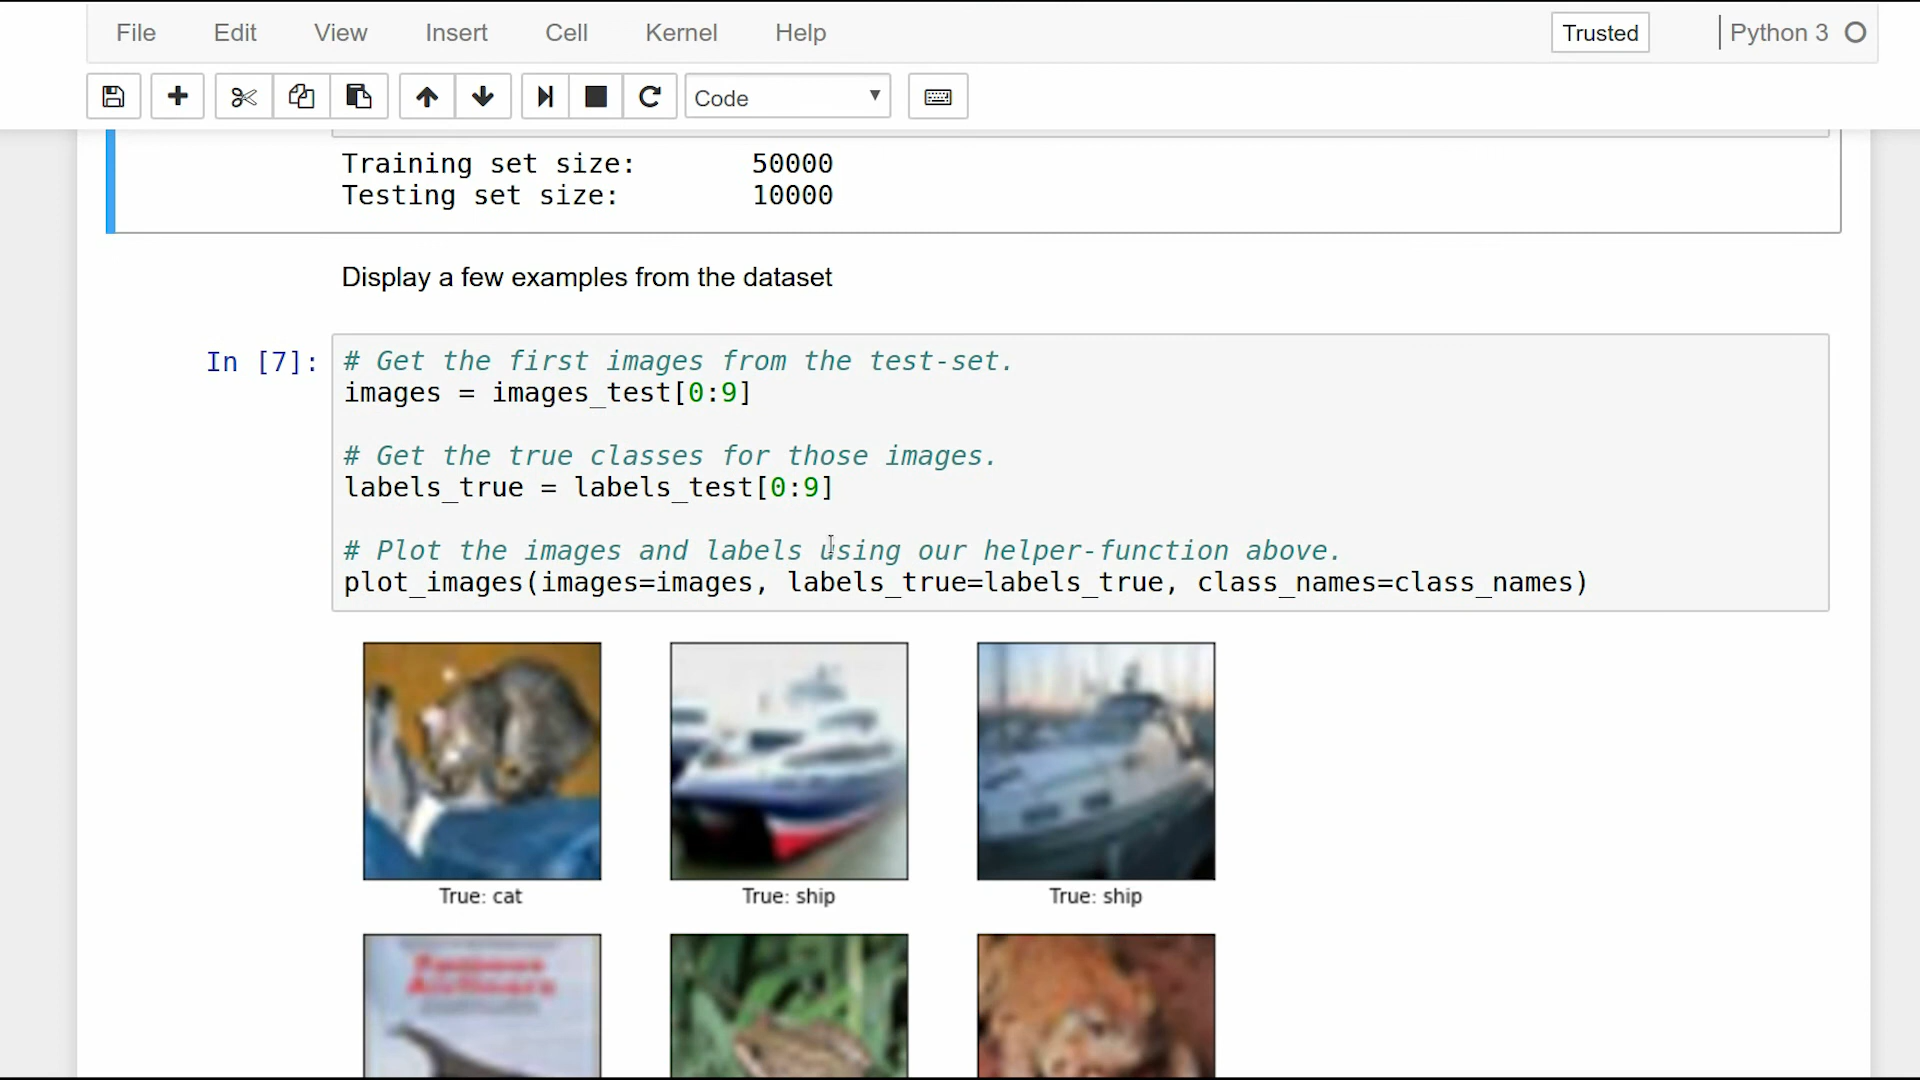 File Edit View Insert Cell Kernel Help Trusted Python 3
Code
Training set size: 50000
Testing set size: 10000
Display a few examples from the dataset
In [7]: # Get the first images from the test-set.
images = images_test[0:9]
# Get the true classes for those images.
labels_true = labels_test[0:9]
# Plot the images and labels using our helper-function above.
plot_images(images=images, labels_true=labels_true, class_names=class_names)
True: cat True: ship True: ship